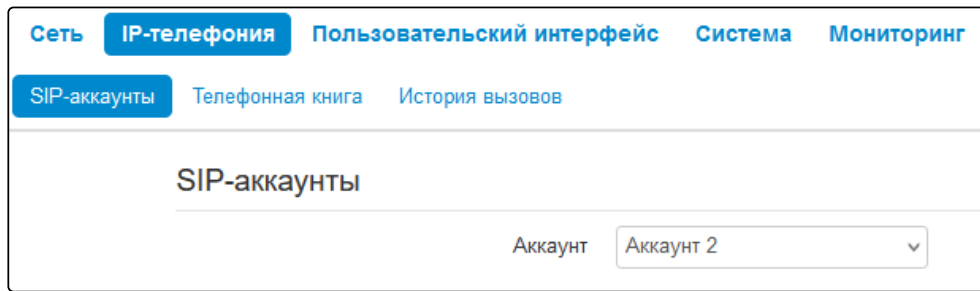 Сеть IP-телефония Пользовательский интерфейс Система Мониторинг
SIP-аккаунты Телефонная книга История вызовов
SIP-аккаунты
Аккаунт Аккаунт 2